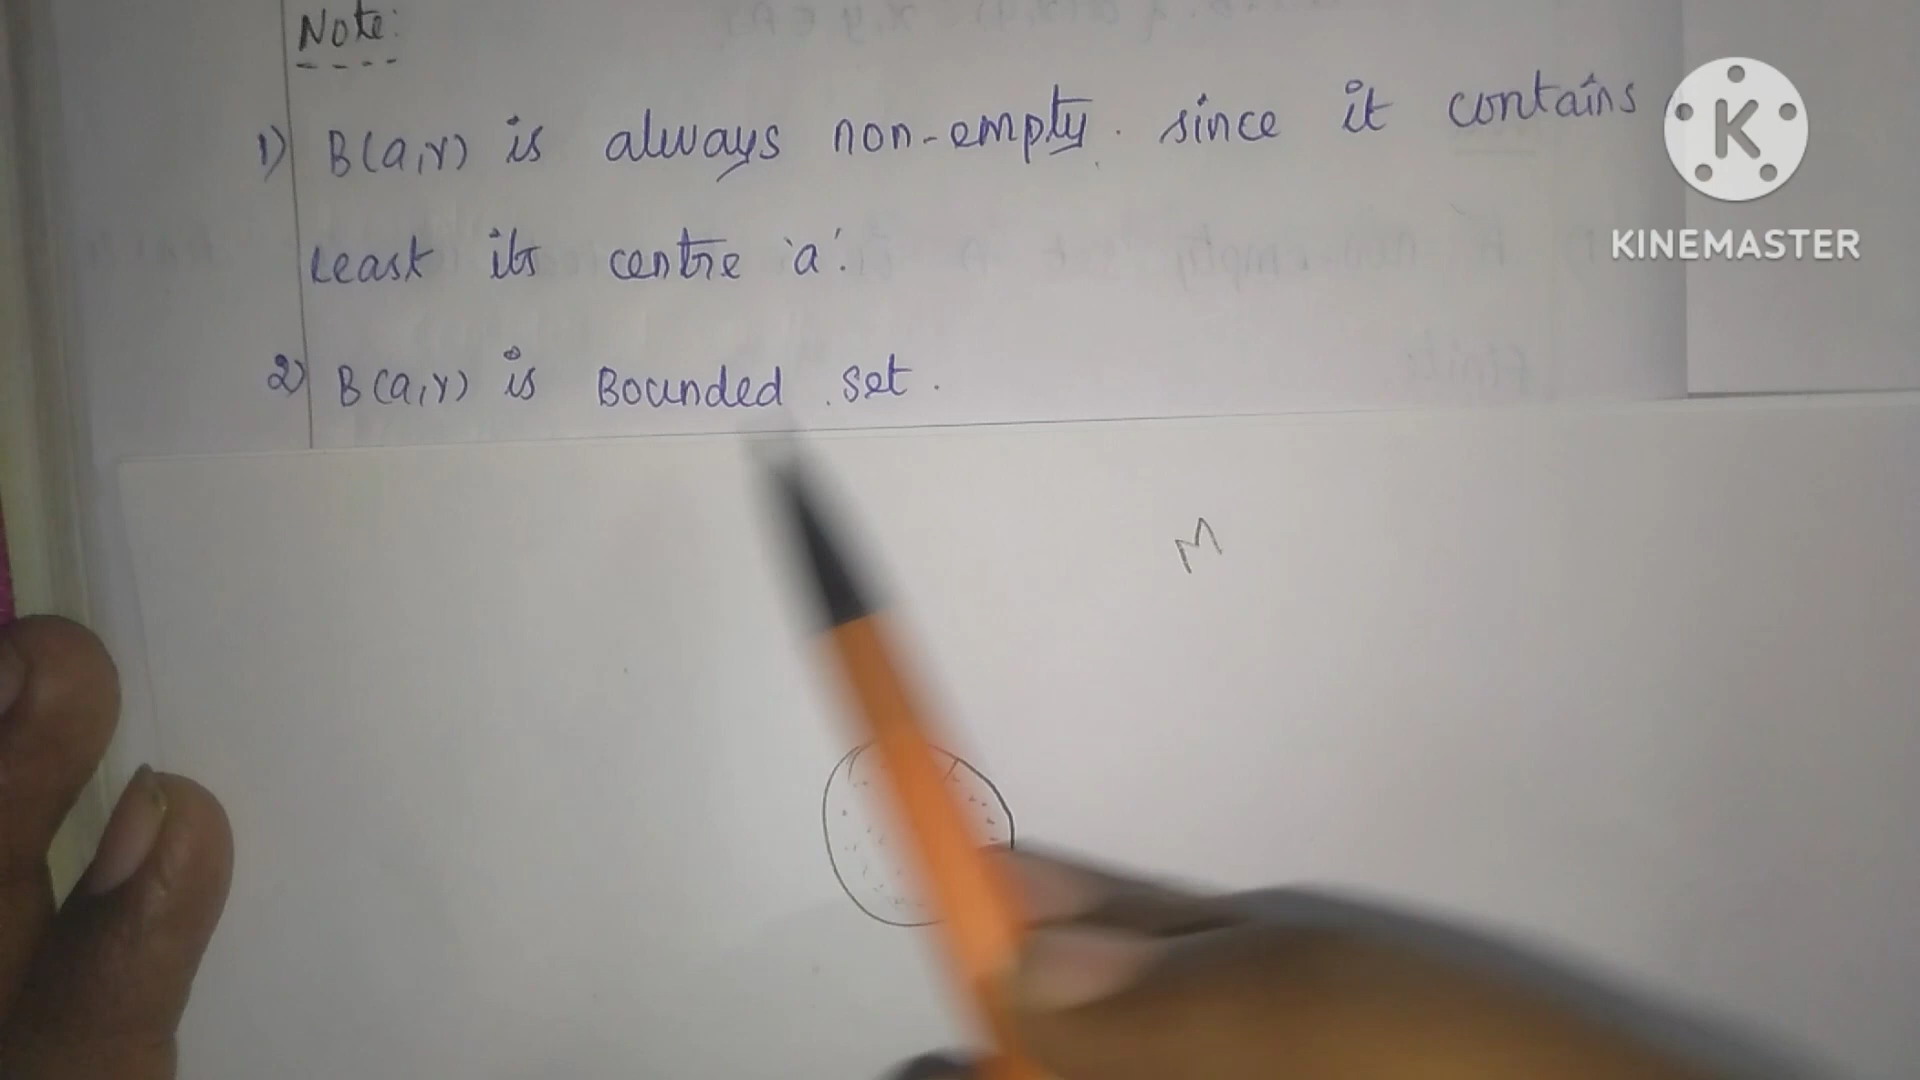 Note:
1) B(a,r) is always non-empty. since it contains
least its centre 'a'.
2) B(a,r) is Bounded set.
M
K
KINEMASTER